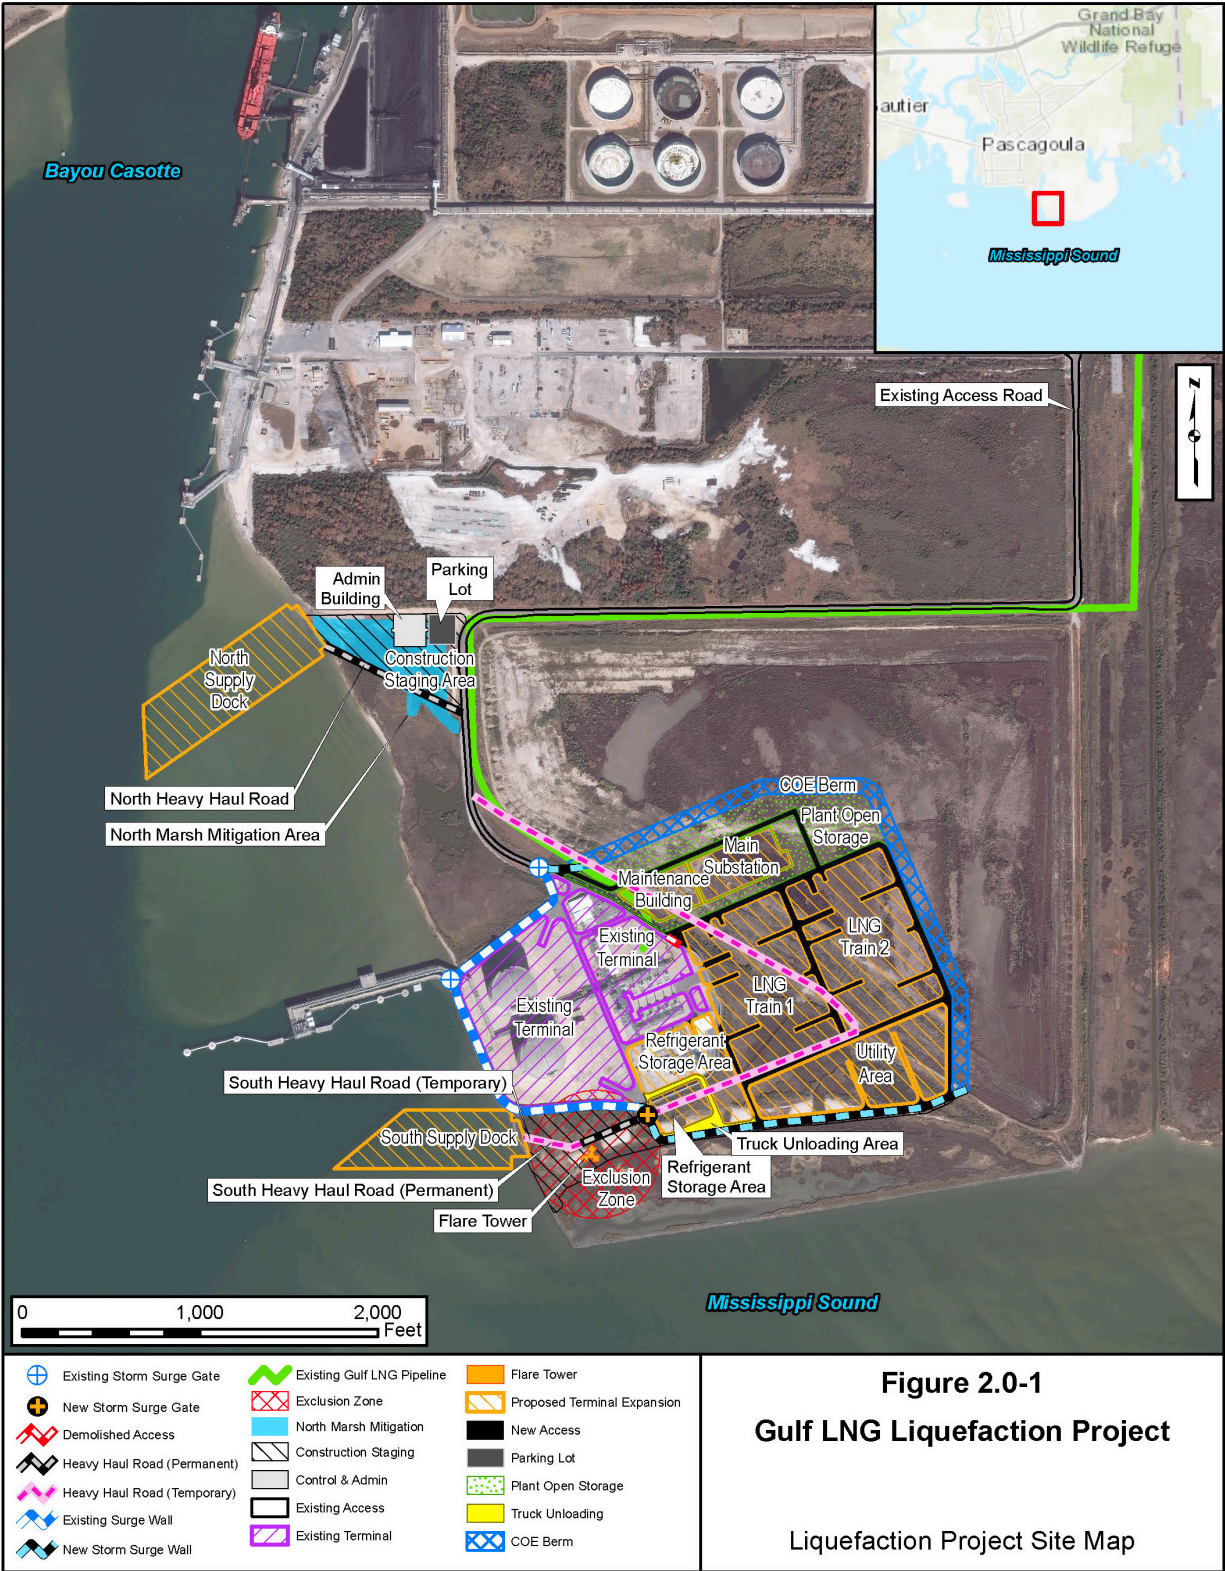 Grand Bay
National
Wildlife Refuge
autier
Pascagoula
Mississippi Sound
Bayou Casotte
Existing Access Road
N
Parking
Lot
Admin
Building
North
Supply
Dock
Construction
Staging Area
North Heavy Haul Road
North Marsh Mitigation Area
COE Berm
Plant Open
Storage
Main
Substation
Maintenance
Building
LNG
Train 2
Existing
Terminal
LNG
Train 1
Existing
Terminal
Refrigerant
Storage Area
Utility
Area
South Heavy Haul Road (Temporary)
South Supply Dock
Truck Unloading Area
Refrigerant
Storage Area
Exclusion
Zone
South Heavy Haul Road (Permanent)
Flare Tower
Mississippi Sound
0 1,000 2,000
Feet
Existing Storm Surge Gate
New Storm Surge Gate
Demolished Access
Heavy Haul Road (Permanent)
Heavy Haul Road (Temporary)
Existing Surge Wall
New Storm Surge Wall
Existing Gulf LNG Pipeline
Exclusion Zone
North Marsh Mitigation
Construction Staging
Control & Admin
Existing Access
Existing Terminal
Flare Tower
Proposed Terminal Expansion
New Access
Parking Lot
Plant Open Storage
Truck Unloading
COE Berm
Figure 2.0-1
Gulf LNG Liquefaction Project
Liquefaction Project Site Map